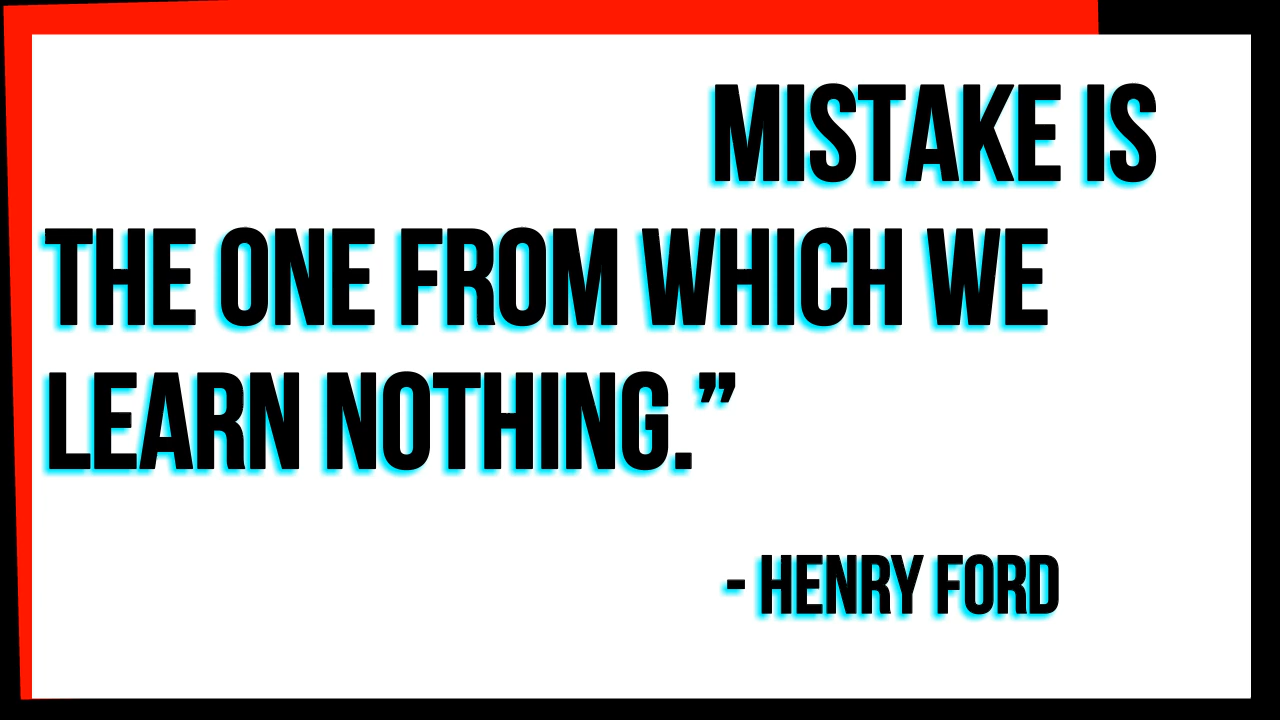 MISTAKE IS
THE ONE FROM WHICH WE
LEARN NOTHING.”
- HENRY FORD